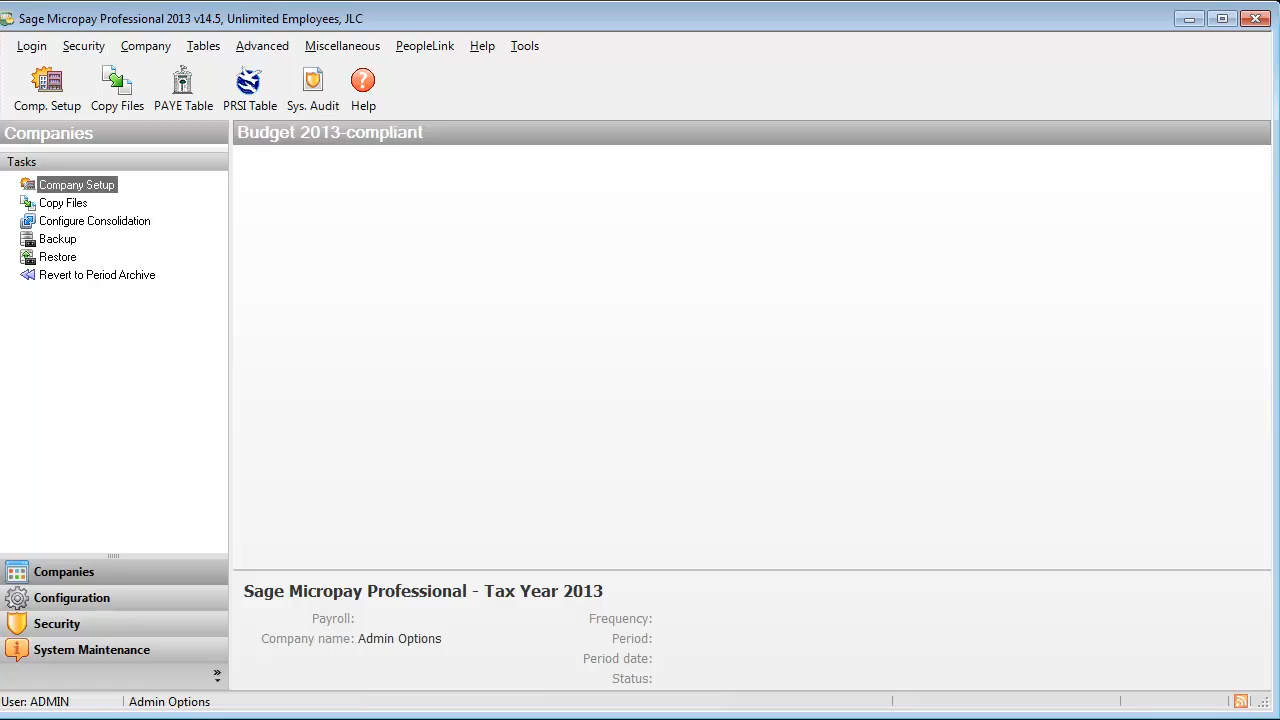 Sage Micropay Professional 2013 v14.5, Unlimited Employees, JLC
Login Security Company Tables Advanced Miscellaneous PeopleLink Help Tools
Comp. Setup Copy Files PAYE Table PRSI Table Sys. Audit Help
Companies
Budget 2013-compliant
Tasks
Company Setup
Copy Files
Configure Consolidation
Backup
Restore
Revert to Period Archive
Companies
Configuration
Security
System Maintenance
Sage Micropay Professional - Tax Year 2013
Payroll: Frequency:
Company name: Admin Options Period:
Period date:
Status:
User: ADMIN Admin Options